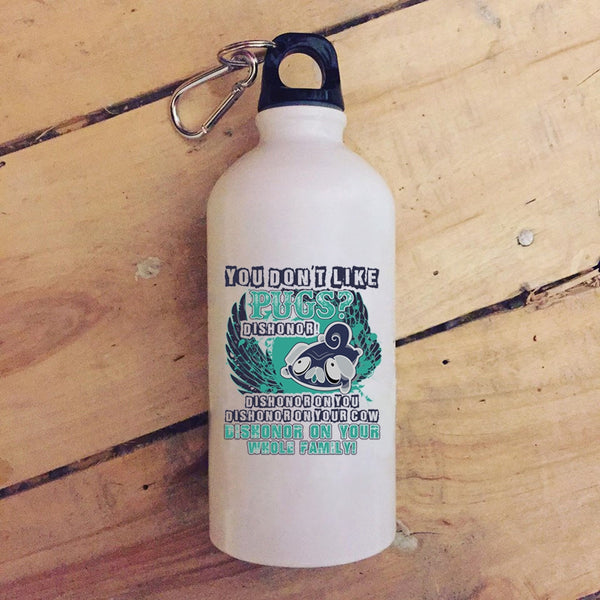 YOU DON'T LIKE
PUGS?
DISHONOR!
DISHONOR ON YOU
DISHONOR ON YOUR COW
DISHONOR ON YOUR
WHOLE FAMILY!